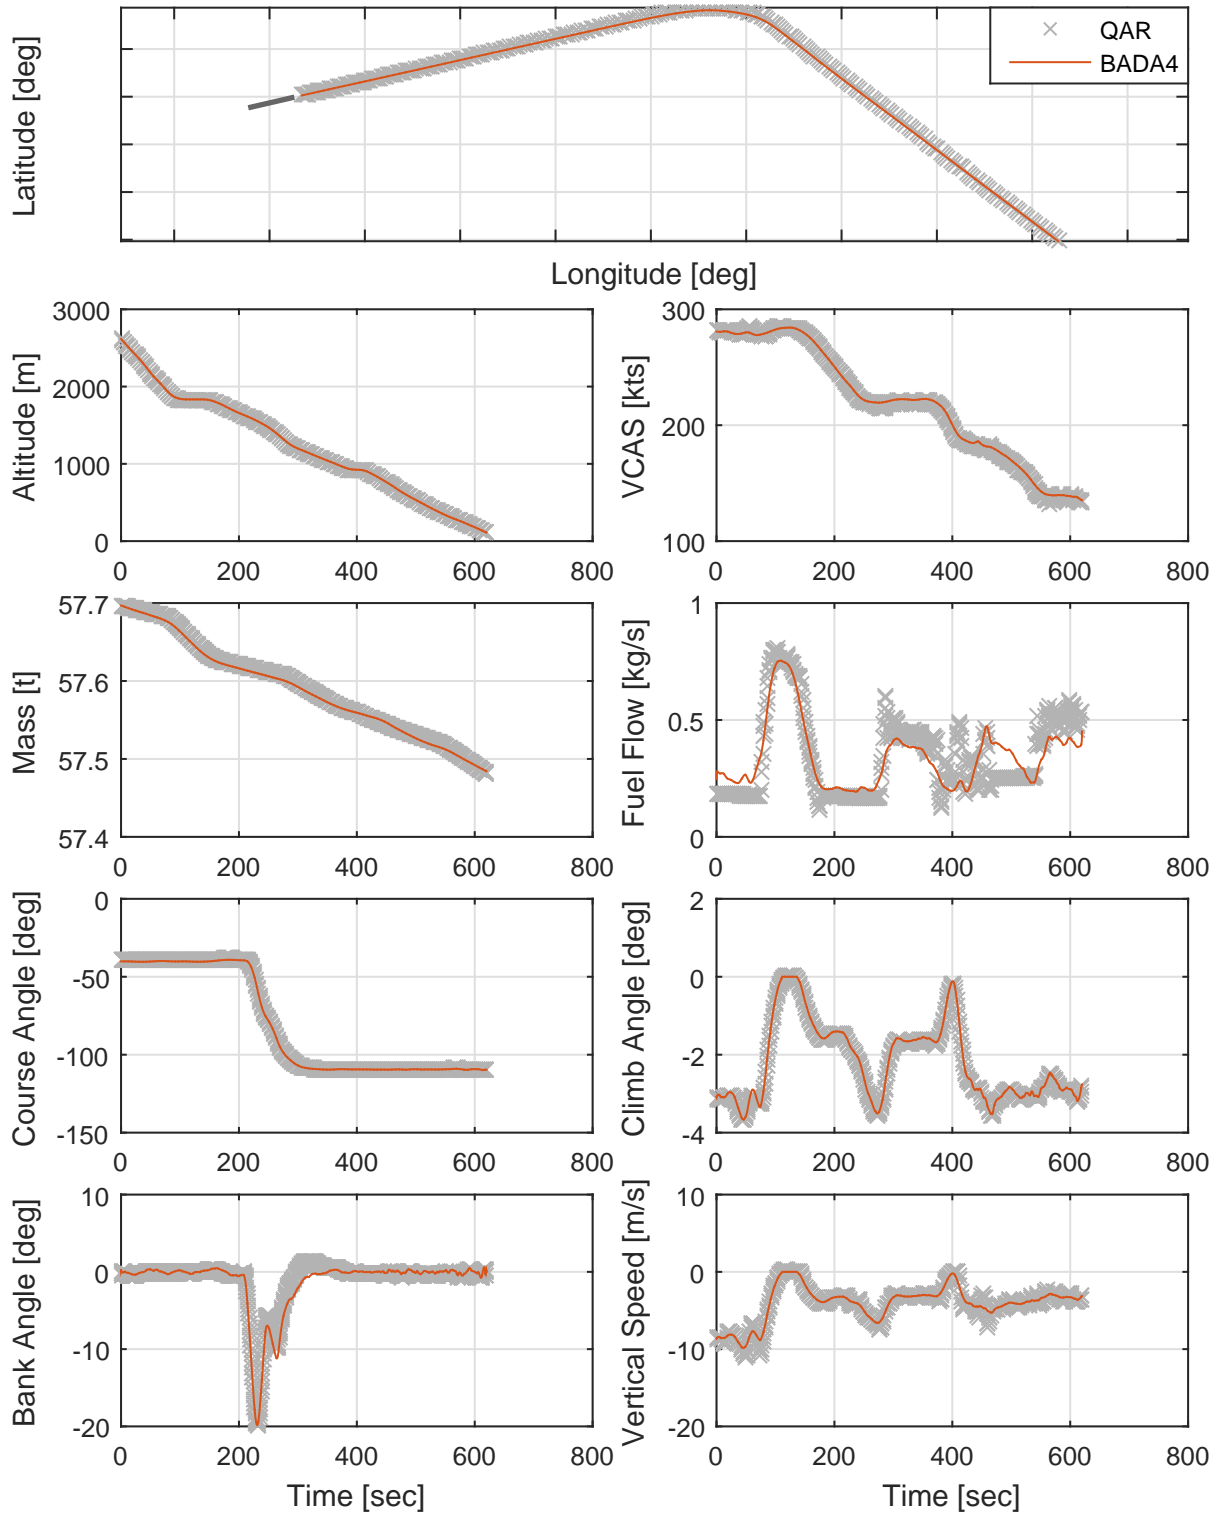 Latitude [deg]
QAR
BADA4
Longitude [deg]
Altitude [m]
3000
2000
1000
0
0 200 400 600 800
VCAS [kts]
300
200
100
0 200 400 600 800
Mass [t]
57.7
57.6
57.5
57.4
0 200 400 600 800
Fuel Flow [kg/s]
1
0.5
0
0 200 400 600 800
Course Angle [deg]
0
-50
-100
-150
0 200 400 600 800
Climb Angle [deg]
2
0
-2
-4
0 200 400 600 800
Bank Angle [deg]
10
0
-10
-20
0 200 400 600 800
Time [sec]
Vertical Speed [m/s]
10
0
-10
-20
0 200 400 600 800
Time [sec]